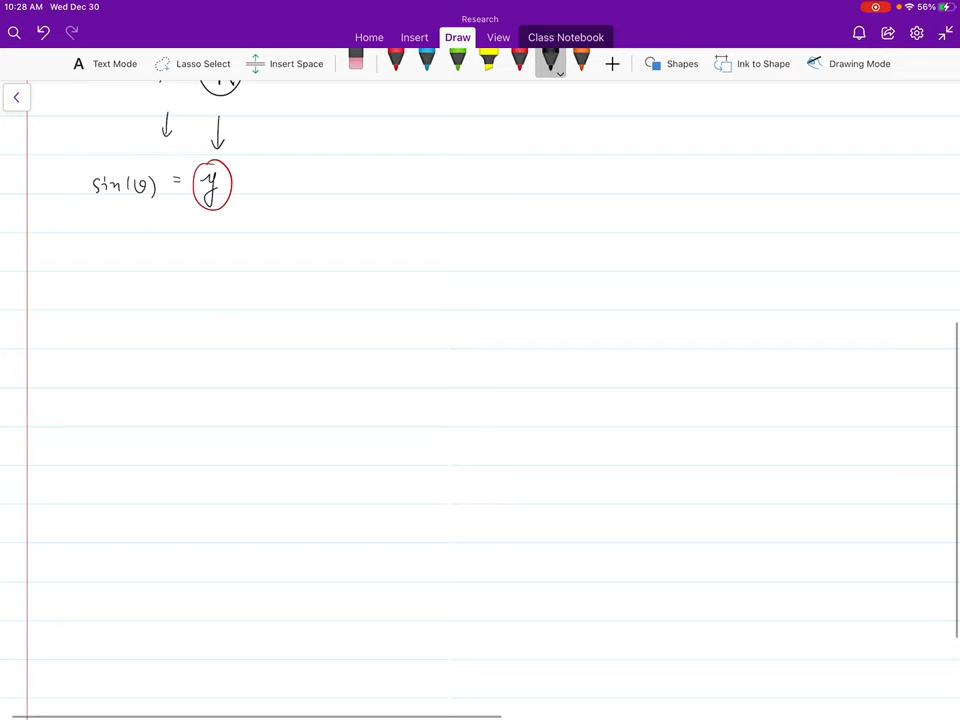 10:28 AM Wed Dec 30
56%
Research
Home Insert Draw View Class Notebook
A Text Mode Lasso Select Insert Space Shapes Ink to Shape Drawing Mode
sin(θ) = y